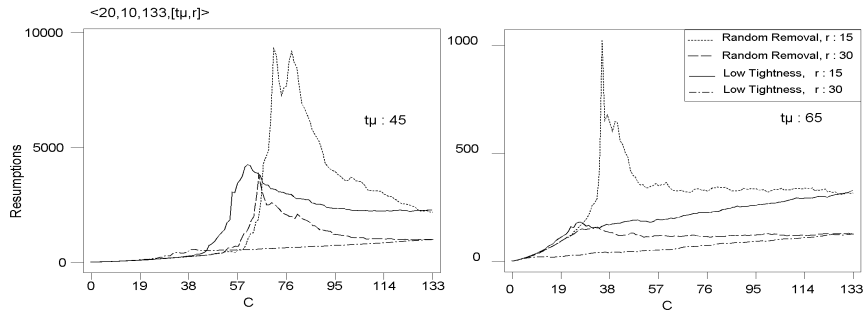 <20,10,133,[tμ,r]>
10000
5000
0
Resumptions
tμ : 45
0 19 38 57 76 95 114 133
C
1000
500
0
Random Removal, r : 15
Random Removal, r : 30
Low Tightness, r : 15
Low Tightness, r : 30
tμ : 65
0 19 38 57 76 95 114 133
C